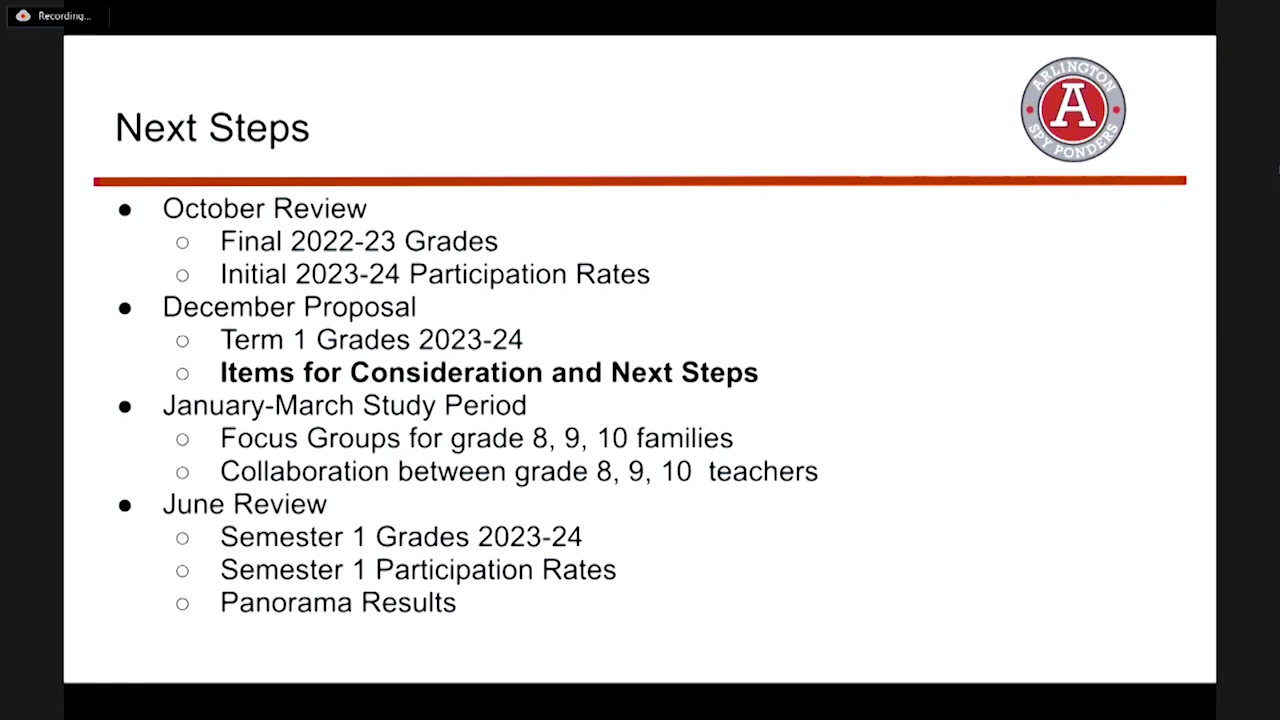 Recording...
ARLINGTON
A
SPY PONDERS
Next Steps
● October Review
○ Final 2022-23 Grades
○ Initial 2023-24 Participation Rates
● December Proposal
○ Term 1 Grades 2023-24
○ Items for Consideration and Next Steps
● January-March Study Period
○ Focus Groups for grade 8, 9, 10 families
○ Collaboration between grade 8, 9, 10  teachers
● June Review
○ Semester 1 Grades 2023-24
○ Semester 1 Participation Rates
○ Panorama Results